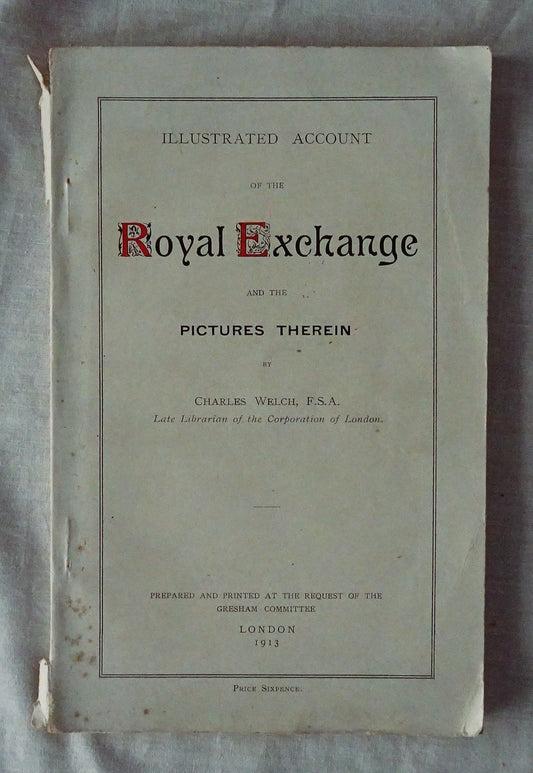 ILLUSTRATED ACCOUNT
OF THE
Royal Exchange
AND THE
PICTURES THEREIN
BY
CHARLES WELCH, F.S.A.
Late Librarian of the Corporation of London.
PREPARED AND PRINTED AT THE REQUEST OF THE
GRESHAM COMMITTEE
LONDON
1913
PRICE SIXPENCE.